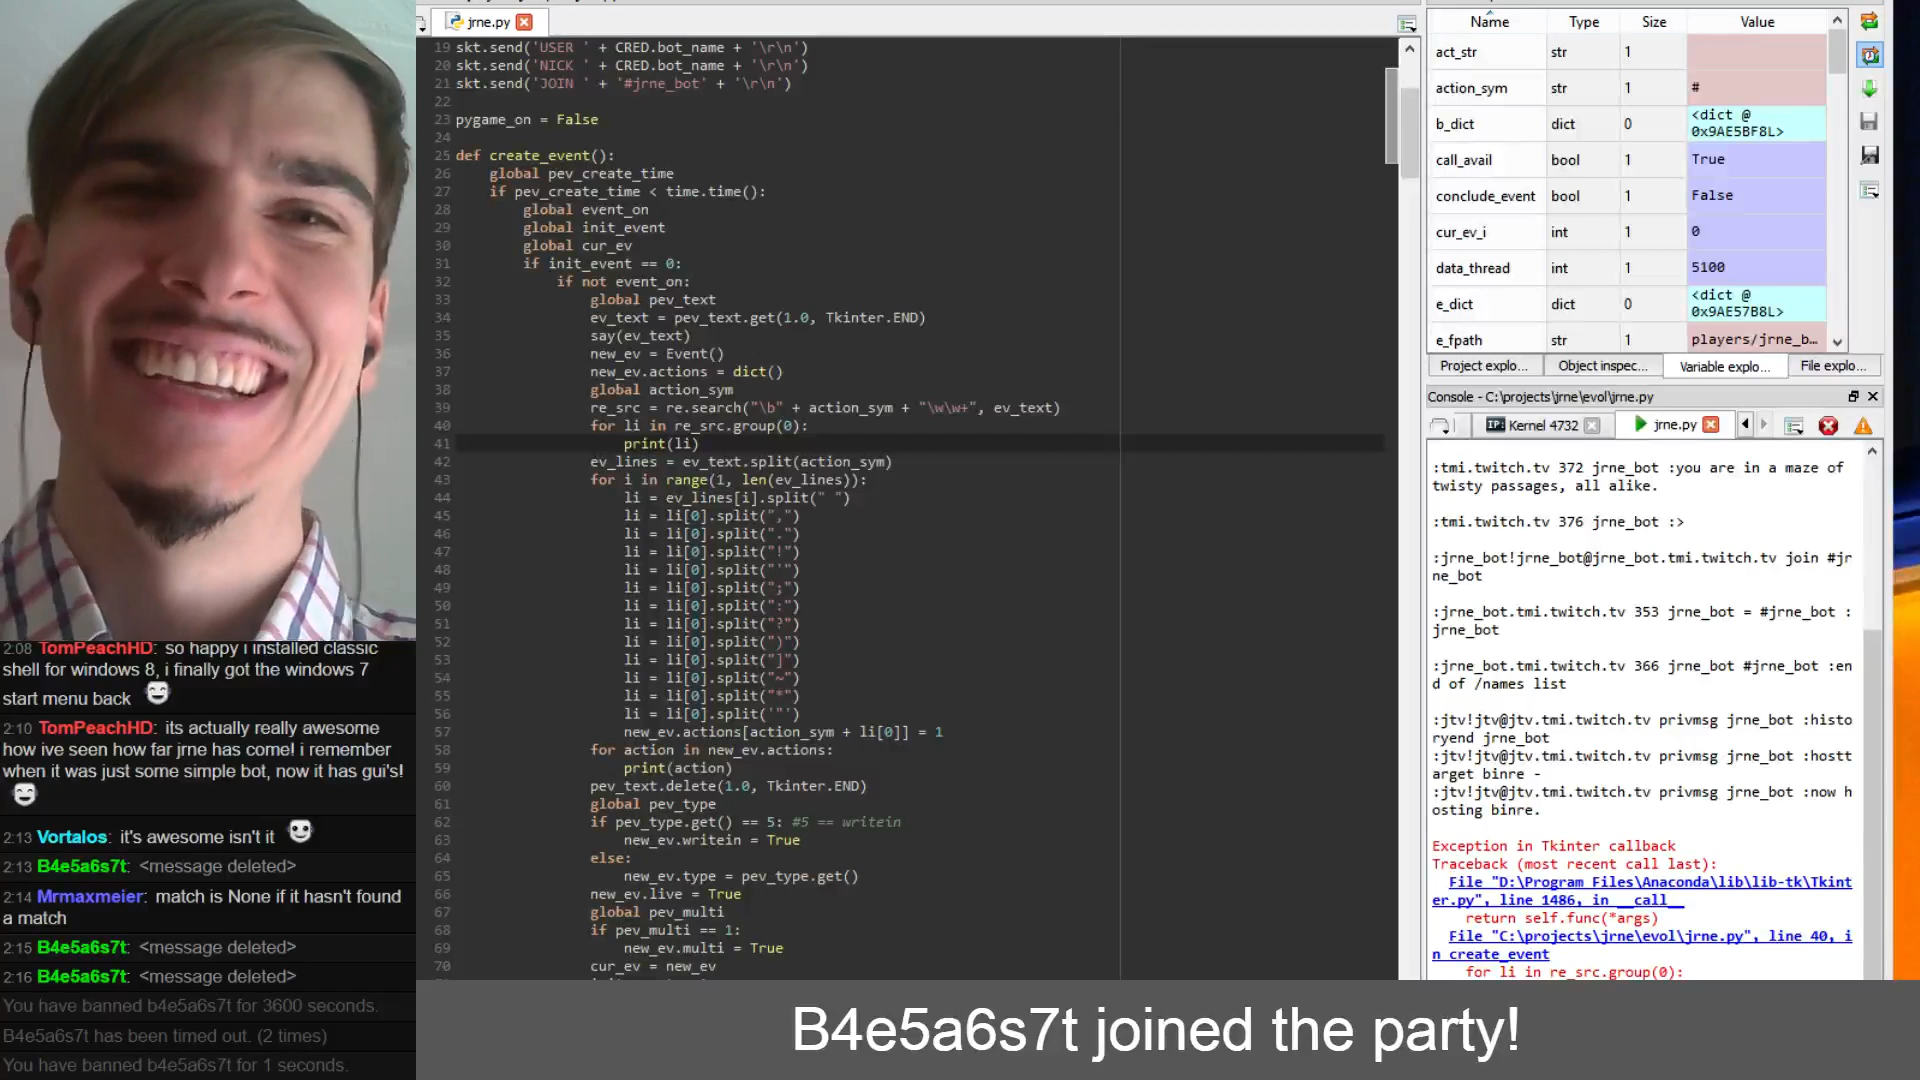 jrne.py
19 skt.send('USER ' + CRED.bot_name + '\r\n')
20 skt.send('NICK ' + CRED.bot_name + '\r\n')
21 skt.send('JOIN ' + '#jrne_bot' + '\r\n')
22
23 pygame_on = False
24
25 def create_event():
26 global pev_create_time
27 if pev_create_time < time.time():
28 global event_on
29 global init_event
30 global cur_ev
31 if init_event == 0:
32 if not event_on:
33 global pev_text
34 ev_text = pev_text.get(1.0, Tkinter.END)
35 say(ev_text)
36 new_ev = Event()
37 new_ev.actions = dict()
38 global action_sym
39 re_src = re.search("\b" + action_sym + "\w\w+", ev_text)
40 for li in re_src.group(0):
41 print(li)
42 ev_lines = ev_text.split(action_sym)
43 for i in range(1, len(ev_lines)):
44 li = ev_lines[i].split(" ")
45 li = li[0].split(",")
46 li = li[0].split(".")
47 li = li[0].split("!")
48 li = li[0].split("'")
49 li = li[0].split(";")
50 li = li[0].split(":")
51 li = li[0].split("?")
52 li = li[0].split(")")
53 li = li[0].split("]")
54 li = li[0].split("~")
55 li = li[0].split("*")
56 li = li[0].split('"')
57 new_ev.actions[action_sym + li[0]] = 1
58 for action in new_ev.actions:
59 print(action)
60 pev_text.delete(1.0, Tkinter.END)
61 global pev_type
62 if pev_type.get() == 5: #5 == writein
63 new_ev.writein = True
64 else:
65 new_ev.type = pev_type.get()
66 new_ev.live = True
67 global pev_multi
68 if pev_multi == 1:
69 new_ev.multi = True
70 cur_ev = new_ev
Name Type Size Value
act_str str 1
action_sym str 1 #
b_dict dict 0 <dict @
0x9AE5BF8L>
call_avail bool 1 True
conclude_event bool 1 False
cur_ev_i int 1 0
data_thread int 1 5100
e_dict dict 0 <dict @
0x9AE57B8L>
e_fpath str 1 players/jrne_b...
Project explo... Object inspec... Variable explo... File explo...
Console - C:\projects\jrne\evol\jrne.py
IP: Kernel 4732 jrne.py
:tmi.twitch.tv 372 jrne_bot :you are in a maze of
twisty passages, all alike.
:tmi.twitch.tv 376 jrne_bot :>
:jrne_bot!jrne_bot@jrne_bot.tmi.twitch.tv join #jr
ne_bot
:jrne_bot.tmi.twitch.tv 353 jrne_bot = #jrne_bot :
jrne_bot
:jrne_bot.tmi.twitch.tv 366 jrne_bot #jrne_bot :en
d of /names list
:jtv!jtv@jtv.tmi.twitch.tv privmsg jrne_bot :histo
ryend jrne_bot
:jtv!jtv@jtv.tmi.twitch.tv privmsg jrne_bot :hostt
arget binre -
:jtv!jtv@jtv.tmi.twitch.tv privmsg jrne_bot :now h
osting binre.
Exception in Tkinter callback
Traceback (most recent call last):
File "D:\Program Files\Anaconda\lib\lib-tk\Tkint
er.py", line 1486, in __call__
return self.func(*args)
File "C:\projects\jrne\evol\jrne.py", line 40, i
n create_event
for li in re_src.group(0):
2:08 TomPeachHD: so happy i installed classic
shell for windows 8, i finally got the windows 7
start menu back
2:10 TomPeachHD: its actually really awesome
how ive seen how far jrne has come! i remember
when it was just some simple bot, now it has gui's!
2:13 Vortalos: it's awesome isn't it
2:13 B4e5a6s7t: <message deleted>
2:14 Mrmaxmeier: match is None if it hasn't found
a match
2:15 B4e5a6s7t: <message deleted>
2:16 B4e5a6s7t: <message deleted>
You have banned b4e5a6s7t for 3600 seconds.
B4e5a6s7t has been timed out. (2 times)
You have banned b4e5a6s7t for 1 seconds.
B4e5a6s7t joined the party!